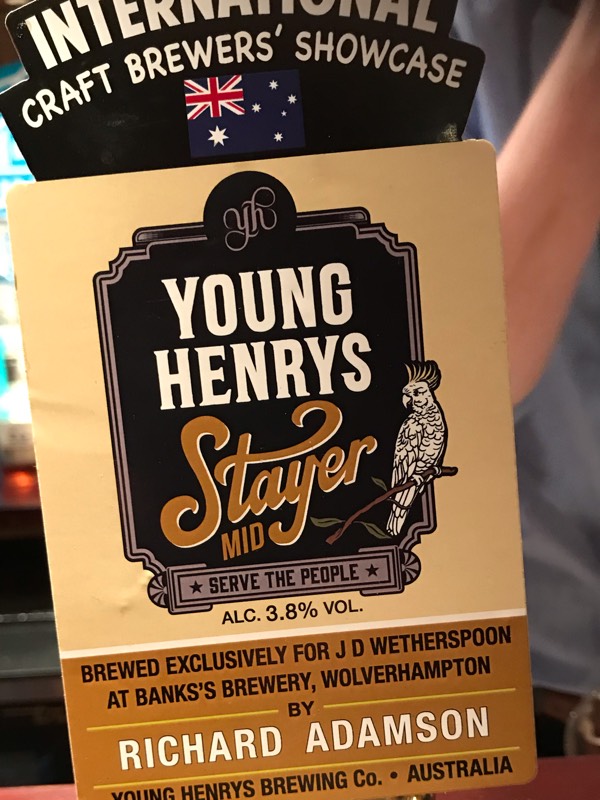 INTERNATIONAL
CRAFT BREWERS' SHOWCASE
yh
YOUNG
HENRYS
Stayer
MID
★ SERVE THE PEOPLE ★
ALC. 3.8% VOL.
BREWED EXCLUSIVELY FOR J D WETHERSPOON
AT BANKS'S BREWERY, WOLVERHAMPTON
BY
RICHARD ADAMSON
YOUNG HENRYS BREWING Co. • AUSTRALIA